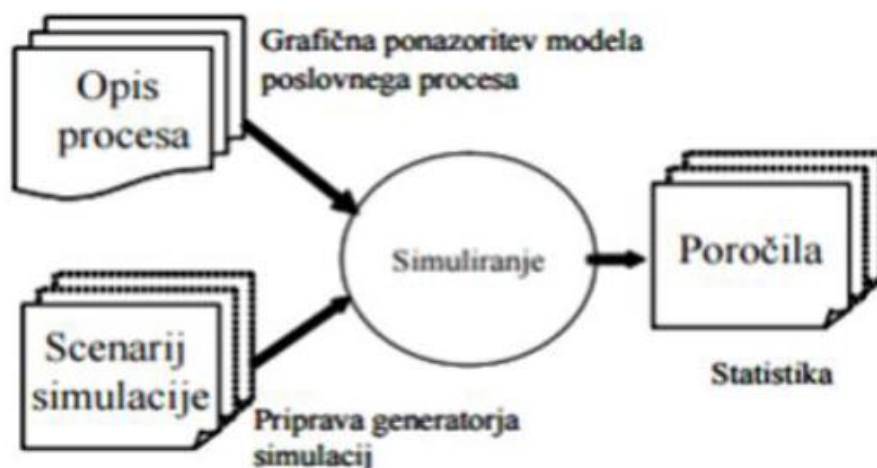 Grafična ponazoritev modela
poslovnega procesa
Opis
procesa
Simuliranje
Poročila
Statistika
Scenarij
simulacije
Priprava generatorja
simulacij